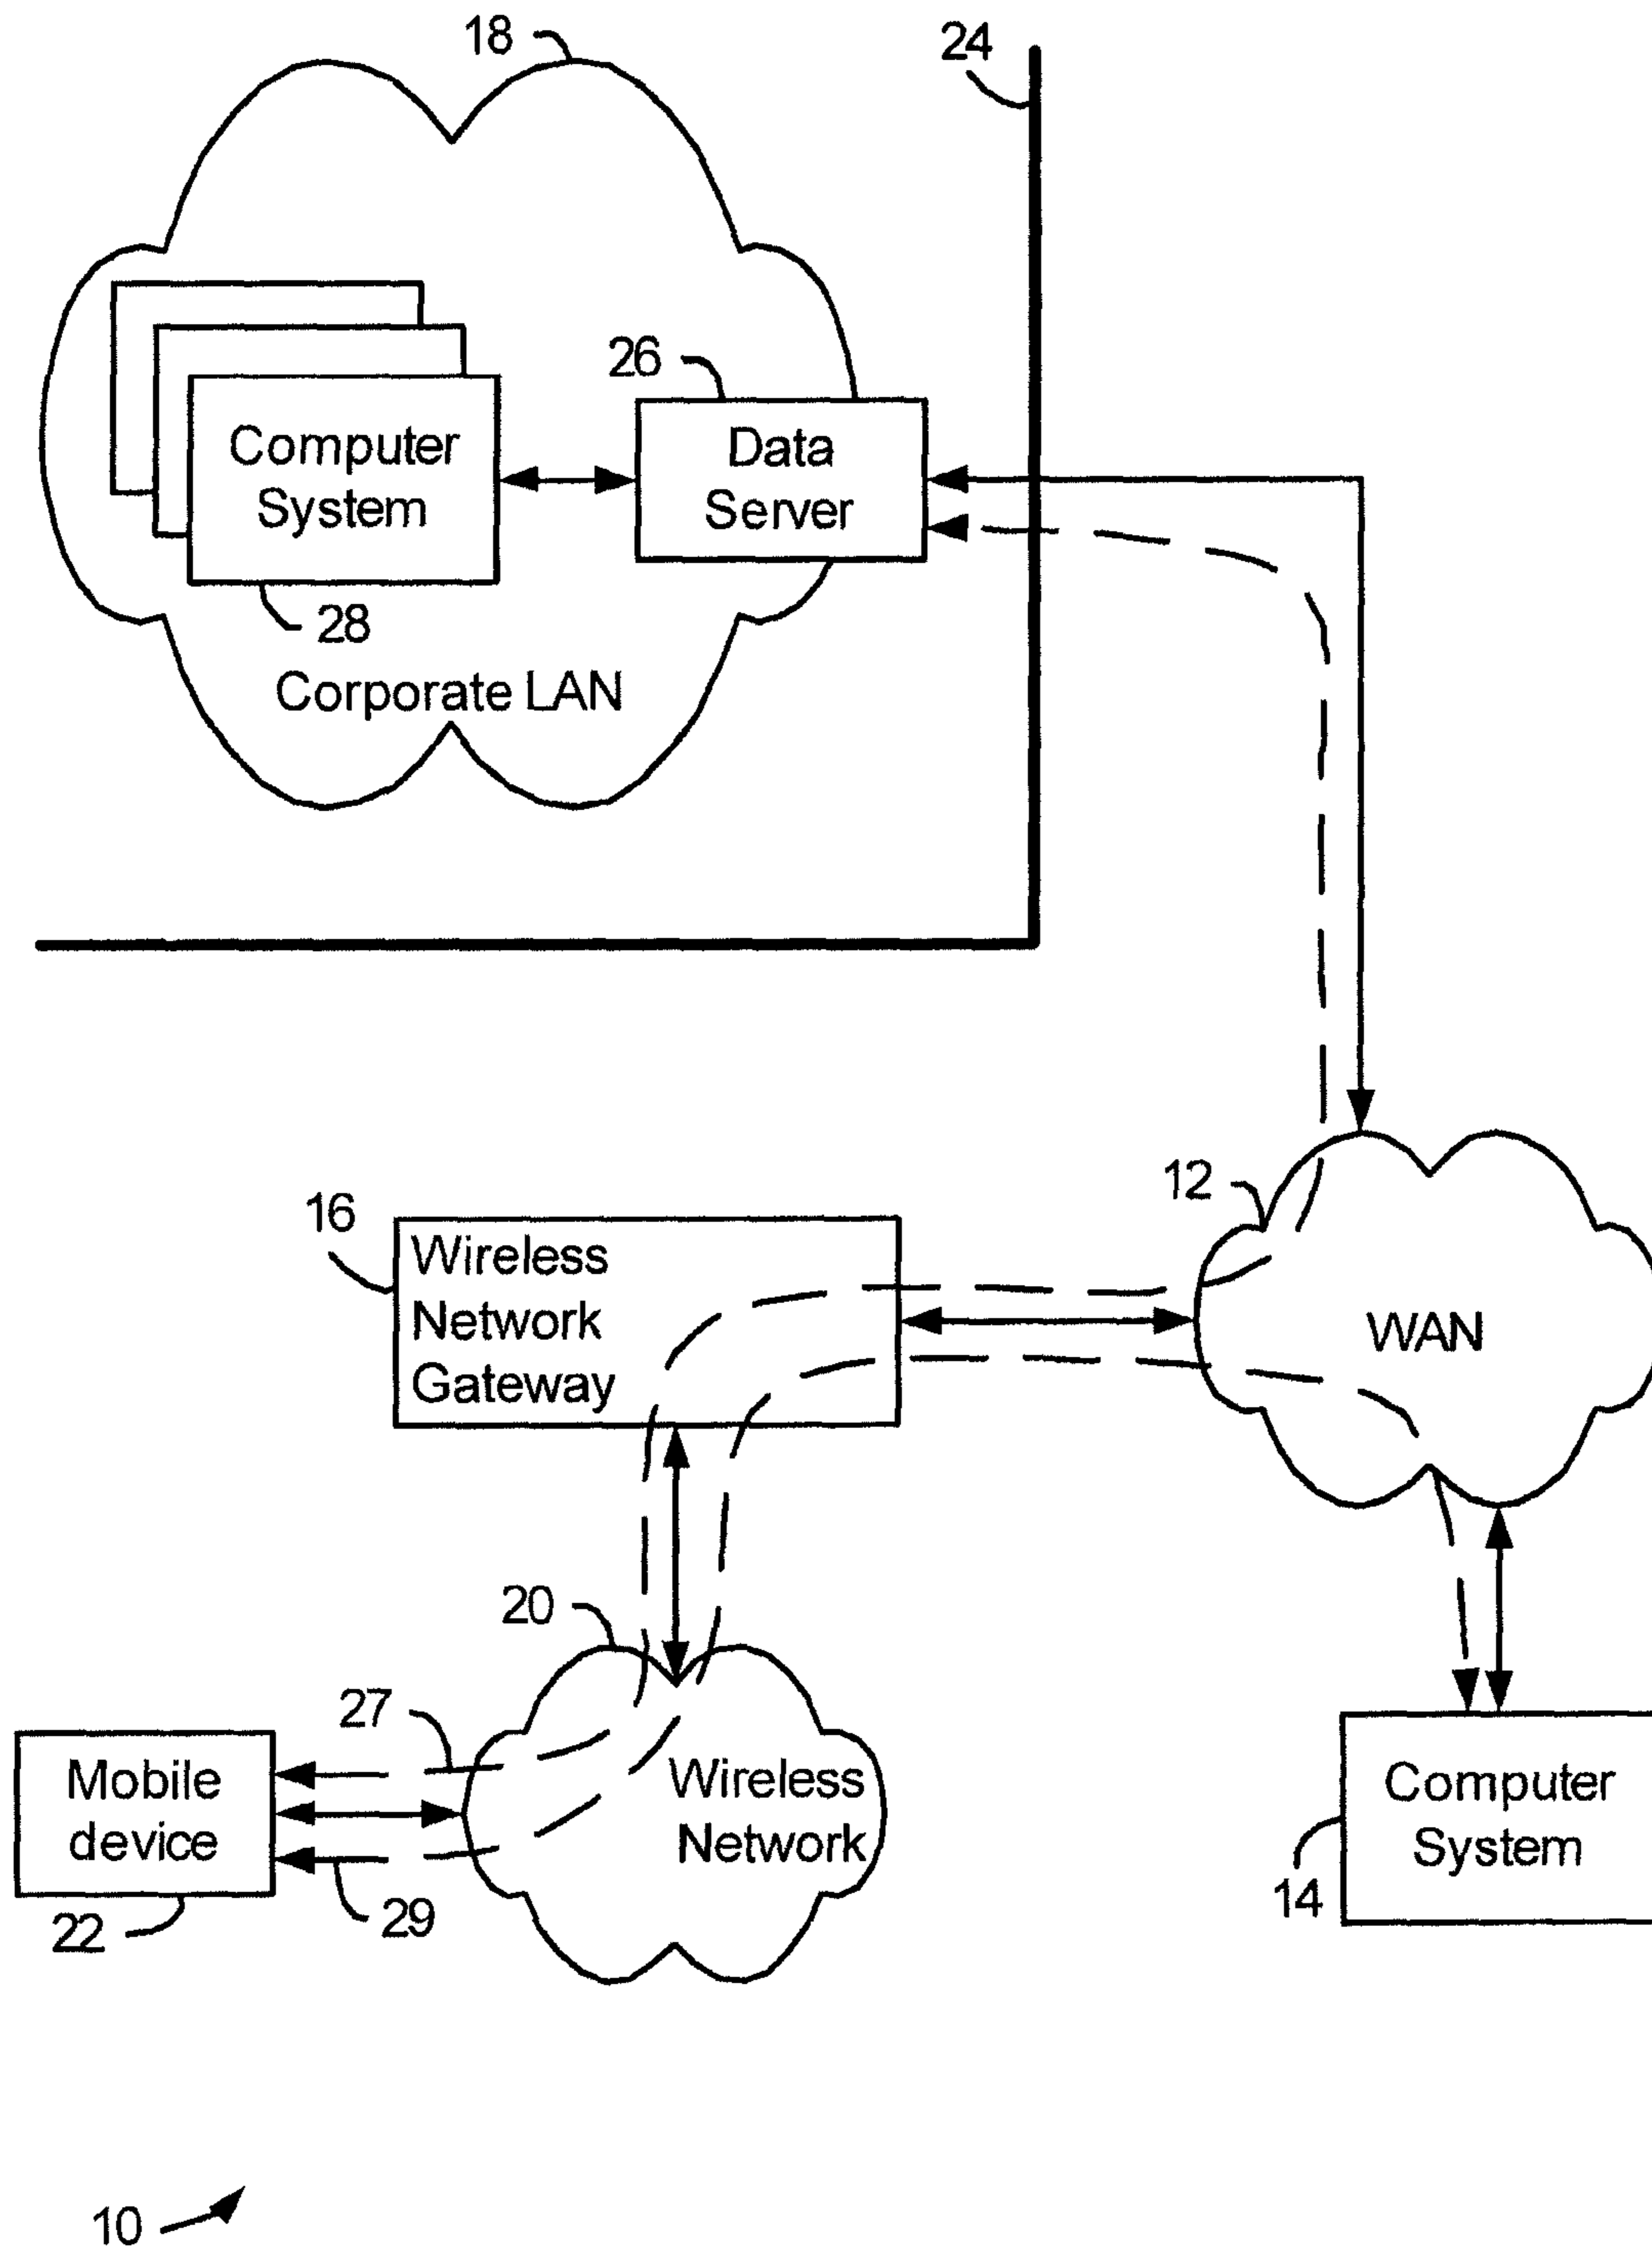 18
24
26
Computer
System
Data
Server
28
Corporate LAN
12
16
Wireless
Network
Gateway
WAN
20
27
Mobile
device
Wireless
Network
Computer
System
22
29
14
10